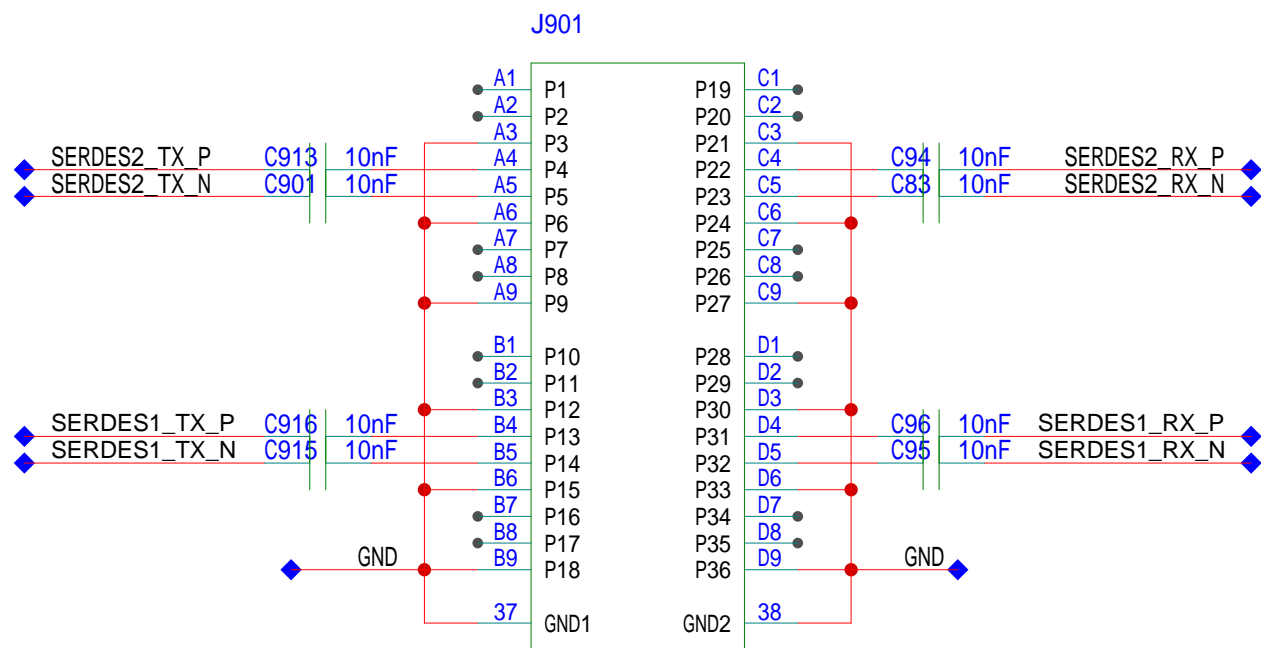 J901
A1 P1 P19 C1
A2 P2 P20 C2
A3 P3 P21 C3
SERDES2_TX_P C913 10nF A4 P4 P22 C4 C94 10nF SERDES2_RX_P
SERDES2_TX_N C901 10nF A5 P5 P23 C5 C83 10nF SERDES2_RX_N
A6 P6 P24 C6
A7 P7 P25 C7
A8 P8 P26 C8
A9 P9 P27 C9
B1 P10 P28 D1
B2 P11 P29 D2
B3 P12 P30 D3
SERDES1_TX_P C916 10nF B4 P13 P31 D4 C96 10nF SERDES1_RX_P
SERDES1_TX_N C915 10nF B5 P14 P32 D5 C95 10nF SERDES1_RX_N
B6 P15 P33 D6
B7 P16 P34 D7
B8 P17 P35 D8
GND B9 P18 P36 D9 GND
37 GND1 GND2 38